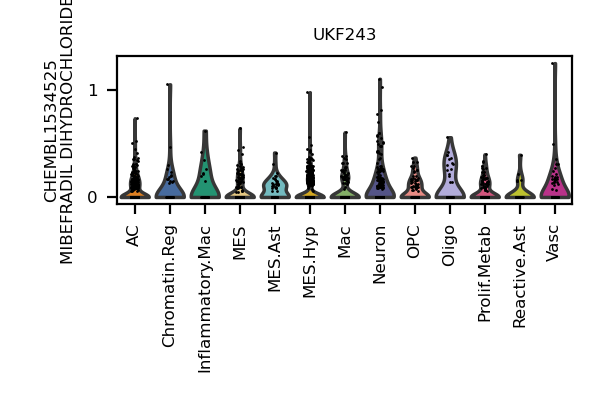 UKF243
CHEMBL1534525
MIBEFRADIL DIHYDROCHLORIDE
1
0
AC
Chromatin.Reg
Inflammatory.Mac
MES
MES.Ast
MES.Hyp
Mac
Neuron
OPC
Oligo
Prolif.Metab
Reactive.Ast
Vasc